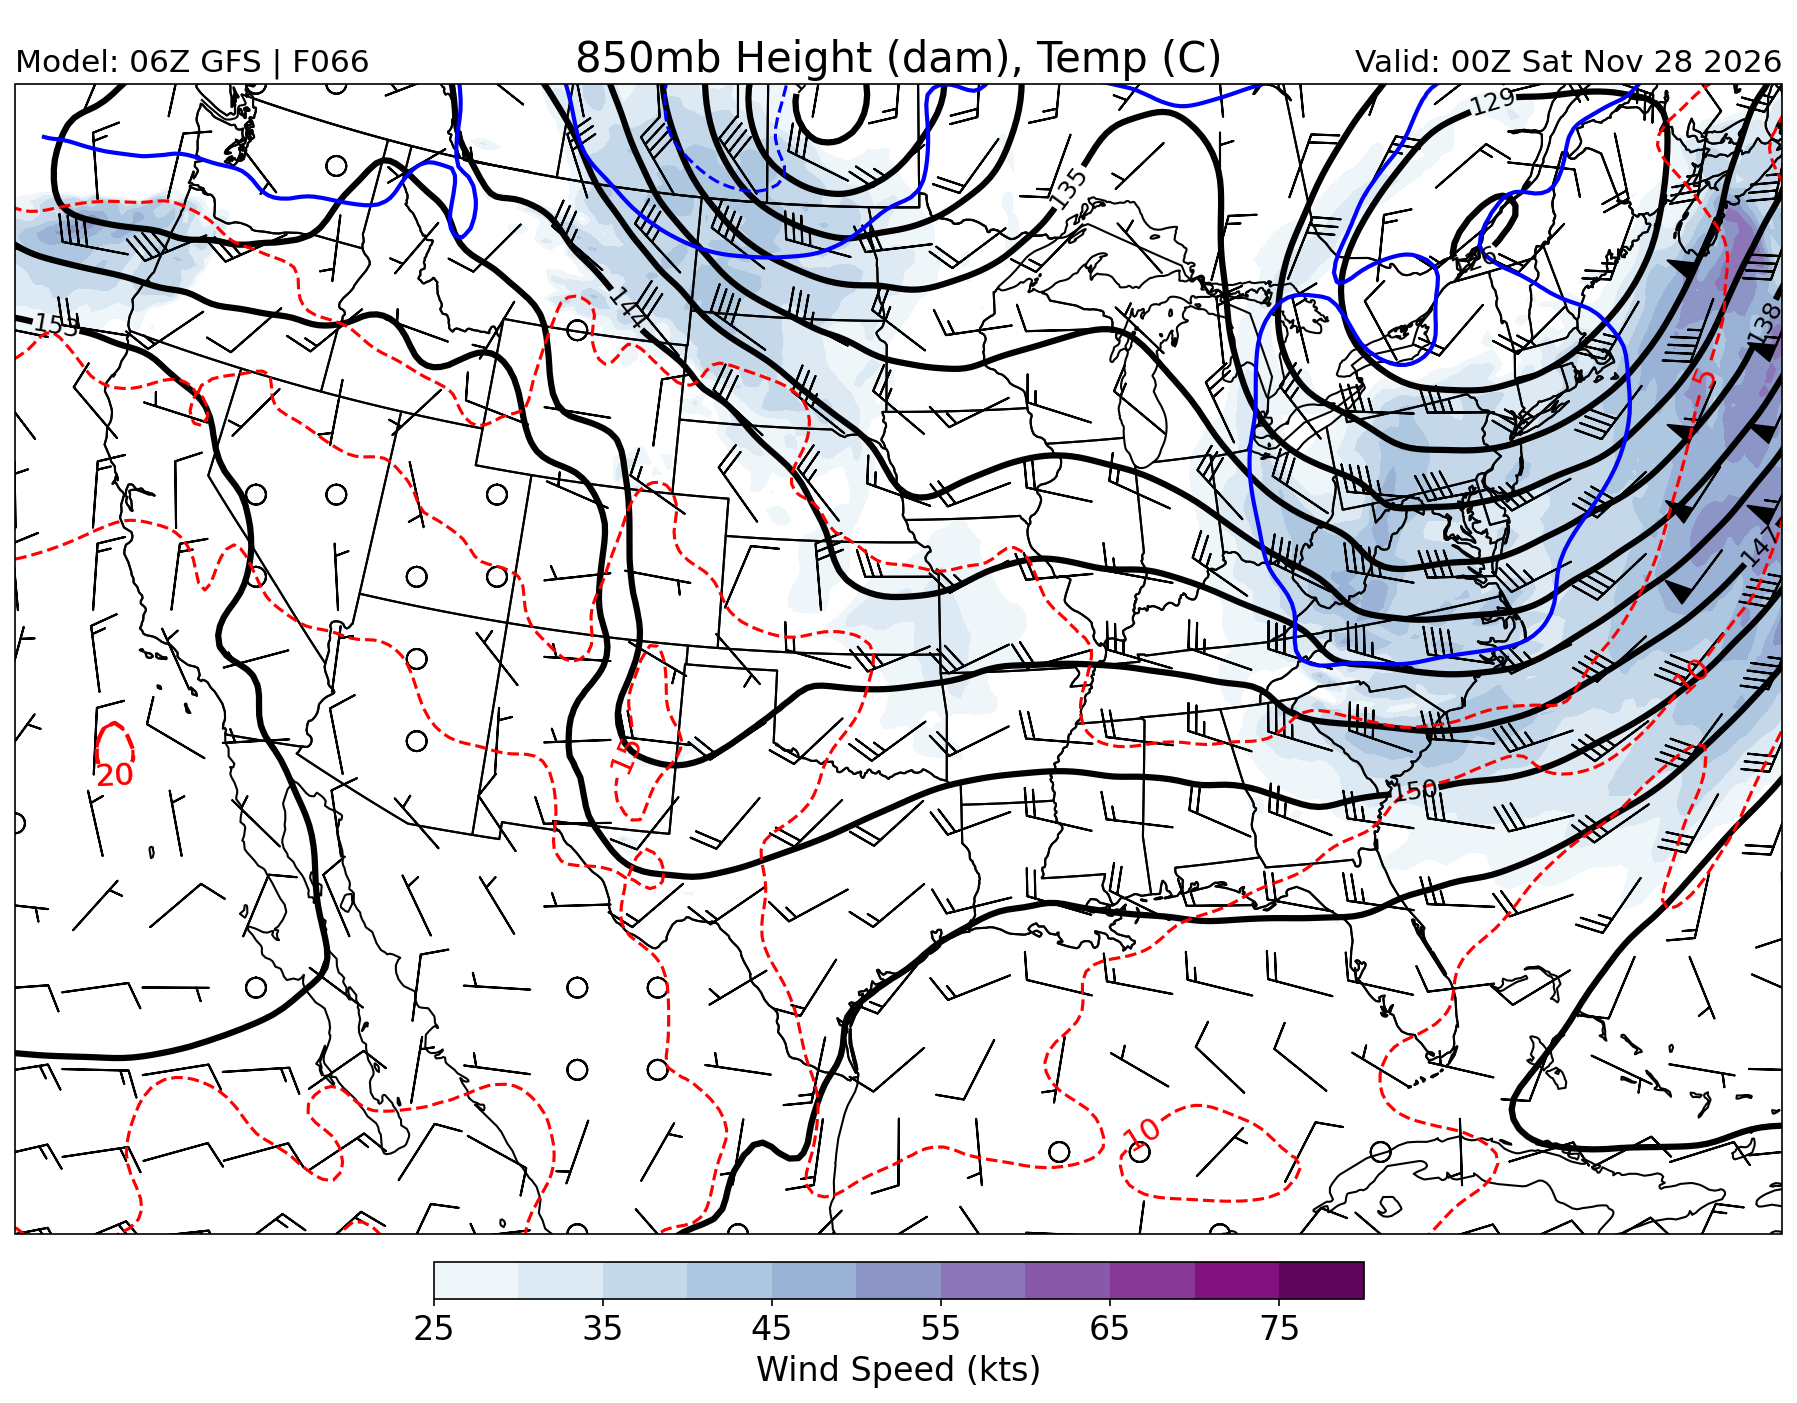 850mb Height (dam), Temp (C)
Model: 06Z GFS | F066
Valid: 00Z Sat Nov 28 2026
129
135
126
144
138
153
5
147
10
15
20
150
10
25 35 45 55 65 75
Wind Speed (kts)